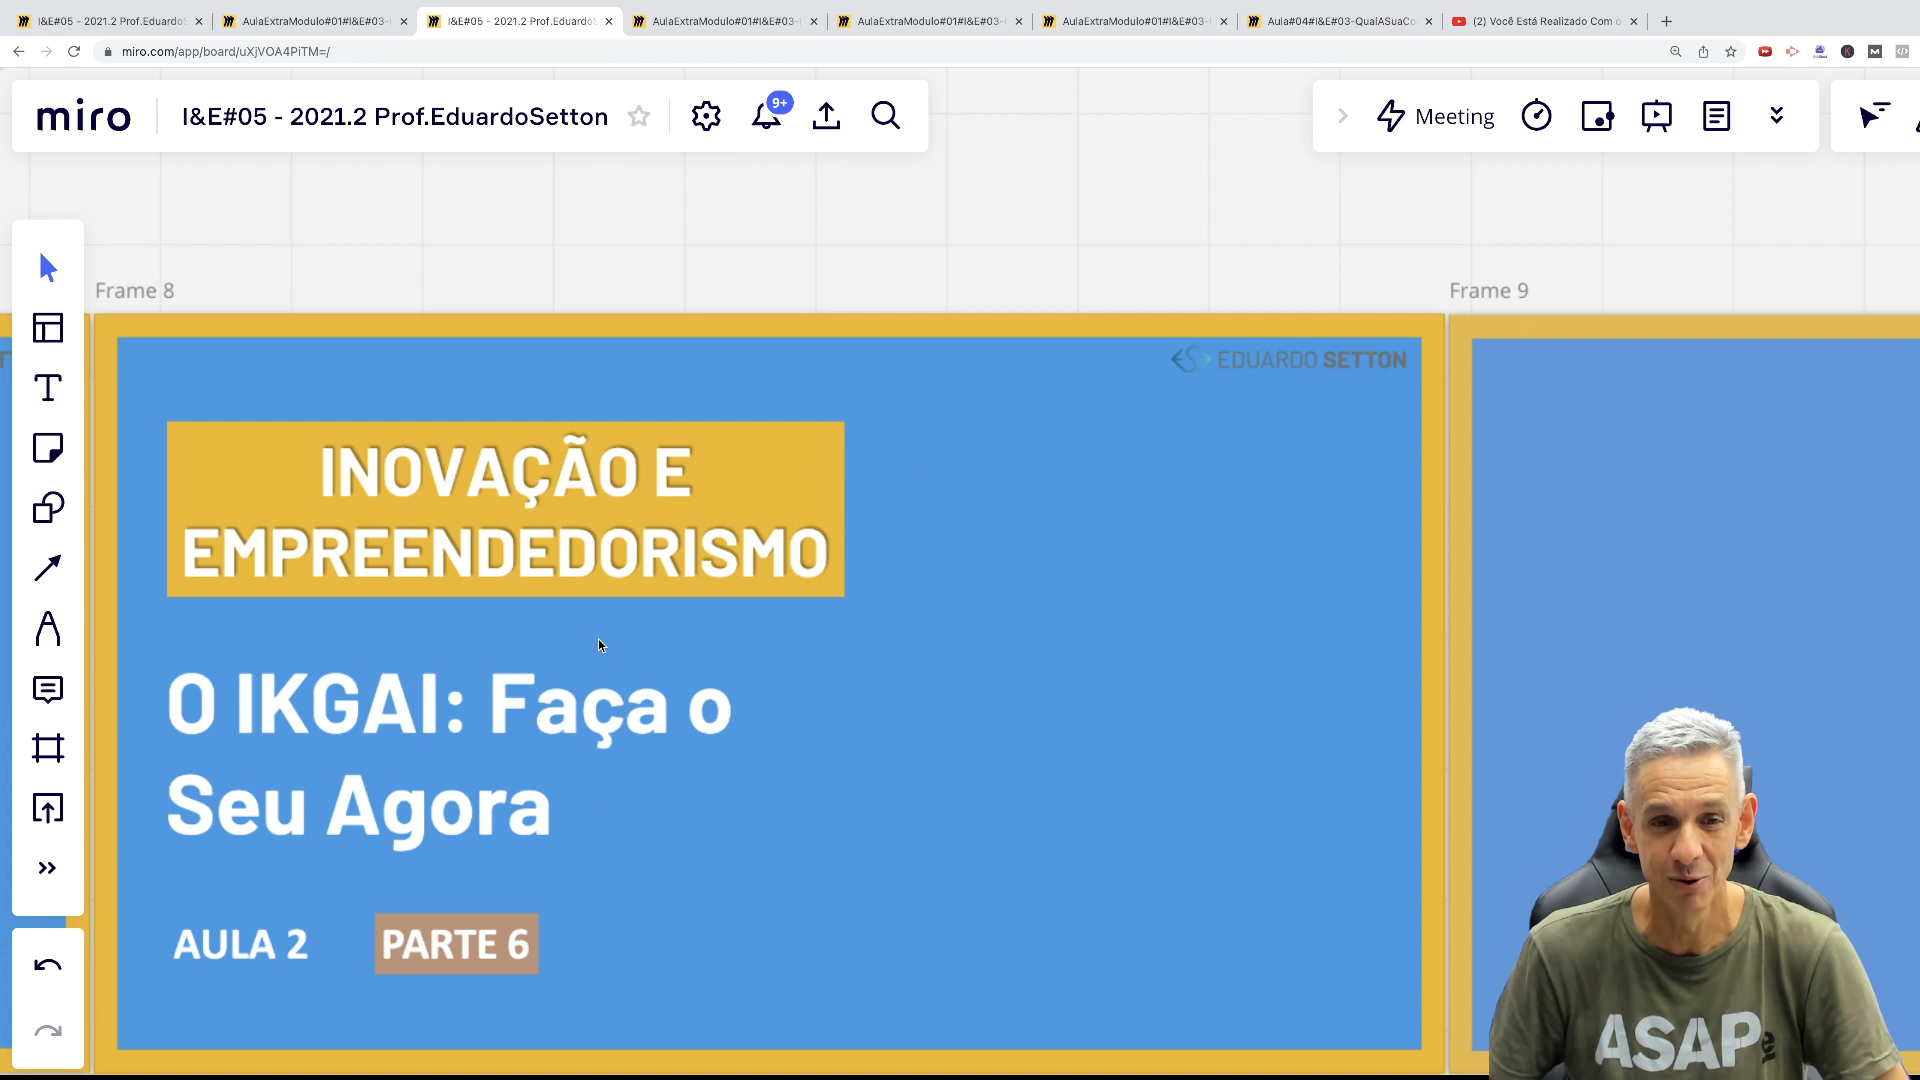 I&E#05 - 2021.2 Prof.EduardoS
AulaExtraModulo#01#I&E#03-
I&E#05 - 2021.2 Prof.EduardoS
AulaExtraModulo#01#I&E#03-
AulaExtraModulo#01#I&E#03-
AulaExtraModulo#01#I&E#03-
Aula#04#I&E#03-QualASuaCo
(2) Você Está Realizado Com o
miro.com/app/board/uXjVOA4PiTM=/
miro
I&E#05 - 2021.2 Prof.EduardoSetton
9+
Meeting
Frame 8
Frame 9
EDUARDO SETTON
INOVAÇÃO E
EMPREENDEDORISMO
O IKGAI: Faça o
Seu Agora
AULA 2
PARTE 6
ASAP